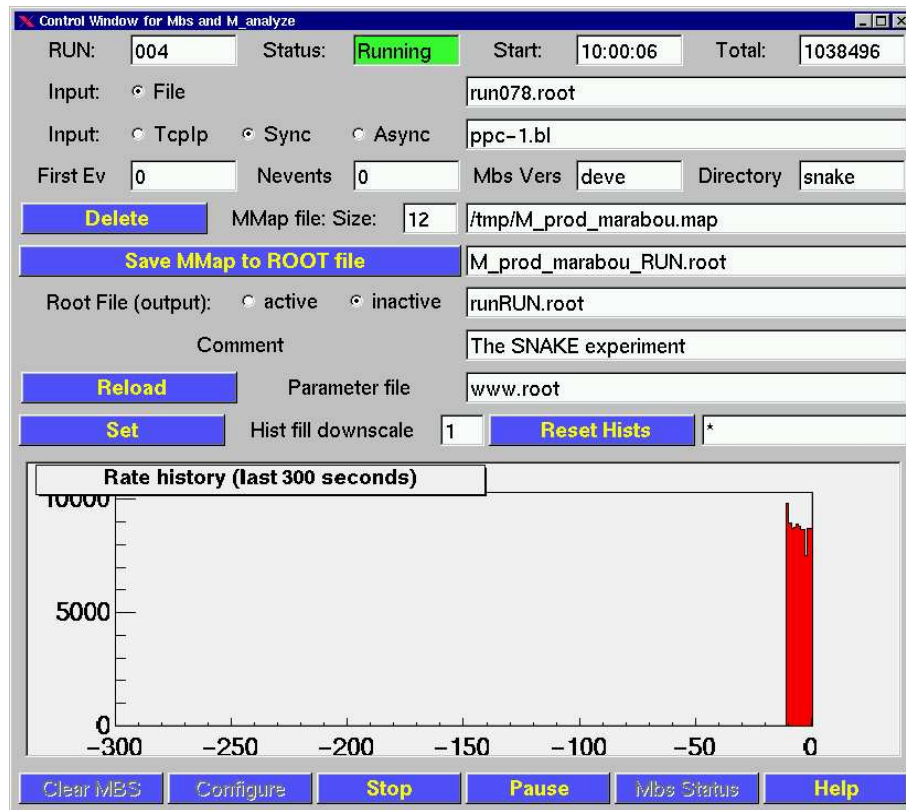 Control Window for Mbs and M_analyze
RUN: 004 Status: Running Start: 10:00:06 Total: 1038496
Input: File run078.root
Input: TcpIp Sync Async ppc-1.bl
First Ev 0 Nevents 0 Mbs Vers deve Directory snake
Delete MMap file: Size: 12 /tmp/M_prod_marabou.map
Save MMap to ROOT file M_prod_marabou_RUN.root
Root File (output): active inactive runRUN.root
Comment The SNAKE experiment
Reload Parameter file www.root
Set Hist fill downscale 1 Reset Hists *
Rate history (last 300 seconds)
10000
5000
0
−300 −250 −200 −150 −100 −50 0
Clear MBS Configure Stop Pause Mbs Status Help